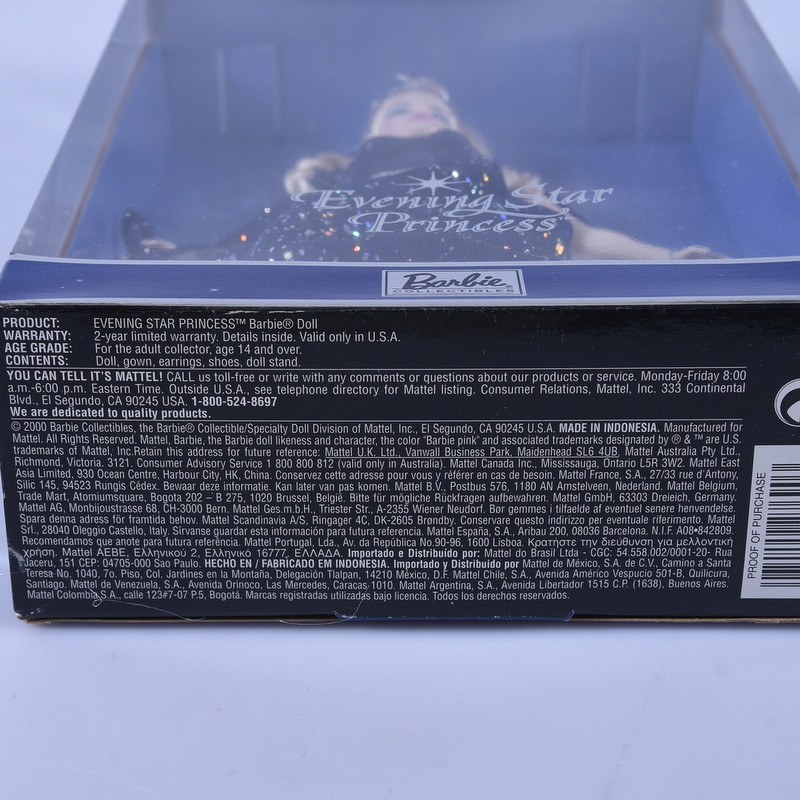 Evening Star
Princess™
Barbie®
COLLECTIBLES
PRODUCT: EVENING STAR PRINCESS™ Barbie® Doll
WARRANTY: 2-year limited warranty. Details inside. Valid only in U.S.A.
AGE GRADE: For the adult collector, age 14 and over.
CONTENTS: Doll, gown, earrings, shoes, doll stand.
YOU CAN TELL IT'S MATTEL! CALL us toll-free or write with any comments or questions about our products or service. Monday-Friday 8:00
a.m.-6:00 p.m. Eastern Time. Outside U.S.A., see telephone directory for Mattel listing. Consumer Relations, Mattel, Inc. 333 Continental
Blvd., El Segundo, CA 90245 USA. 1-800-524-8697
We are dedicated to quality products.
© 2000 Barbie Collectibles, the Barbie® Collectible/Specialty Doll Division of Mattel, Inc., El Segundo, CA 90245 U.S.A. MADE IN INDONESIA. Manufactured for
Mattel. All Rights Reserved. Mattel, Barbie, the Barbie doll likeness and character, the color "Barbie pink" and associated trademarks designated by ® & ™ are U.S.
trademarks of Mattel, Inc.Retain this address for future reference: Mattel U.K. Ltd., Vanwall Business Park, Maidenhead SL6 4UB. Mattel Australia Pty Ltd.,
Richmond, Victoria. 3121. Consumer Advisory Service 1 800 800 812 (valid only in Australia). Mattel Canada Inc., Mississauga, Ontario L5R 3W2. Mattel East
Asia Limited, 930 Ocean Centre, Harbour City, HK, China. Conservez cette adresse pour vous y référer en cas de besoin. Mattel France, S.A., 27/33 rue d'Antony,
Silic 145, 94523 Rungis Cédex. Bewaar deze informatie. Kan later van pas komen. Mattel B.V., Postbus 576, 1180 AN Amstelveen, Nederland. Mattel Belgium,
Trade Mart, Atomiumsquare, Bogota 202 – B 275, 1020 Brussel, België. Bitte für mögliche Rückfragen aufbewahren. Mattel GmbH, 63303 Dreieich, Germany.
Mattel AG, Monbijoustrasse 68, CH-3000 Bern. Mattel Ges.m.b.H., Triester Str., A-2355 Wiener Neudorf. Bør gemmes i tilfælde af eventuel senere henvendelse.
Spara denna adress för framtida behov. Mattel Scandinavia A/S, Ringager 4C, DK-2605 Brøndby. Conservare questo indirizzo per eventuale riferimento. Mattel
Srl., 28040 Oleggio Castello, Italy. Sirvanse guardar esta información para futura referencia. Mattel España, S.A., Aribau 200, 08036 Barcelona. N.I.F. A08•842809.
Recomendamos que anote para futura referência. Mattel Portugal, Lda., Av. da República No.90-96, 1600 Lisboa. Κρατήστε την διεύθυνση για μελλοντική
χρήση. Mattel AEBE, Ελληνικού 2, Ελληνικό 16777, ΕΛΛΑΔΑ. Importado e Distribuído por: Mattel do Brasil Ltda - CGC: 54.558.002/0001-20- Rua
Jaceru, 151 CEP: 04705-000 Sao Paulo. HECHO EN / FABRICADO EM INDONESIA. Importado y Distribuido por Mattel de México, S.A. de C.V., Camino a Santa
Teresa No. 1040, 7o. Piso, Col. Jardines en la Montaña, Delegación Tlalpan, 14210 México, D.F. Mattel Chile, S.A., Avenida Américo Vespucio 501-B, Quilicura,
Santiago. Mattel de Venezuela, S.A., Avenida Orinoco, Las Mercedes, Caracas 1010. Mattel Argentina, S.A., Avenida Libertador 1515 C.P. (1638), Buenos Aires.
Mattel Colombia S.A., calle 123#7-07 P.5, Bogotá. Marcas registradas utilizadas bajo licencia. Todos los derechos reservados.
PROOF OF PURCHASE